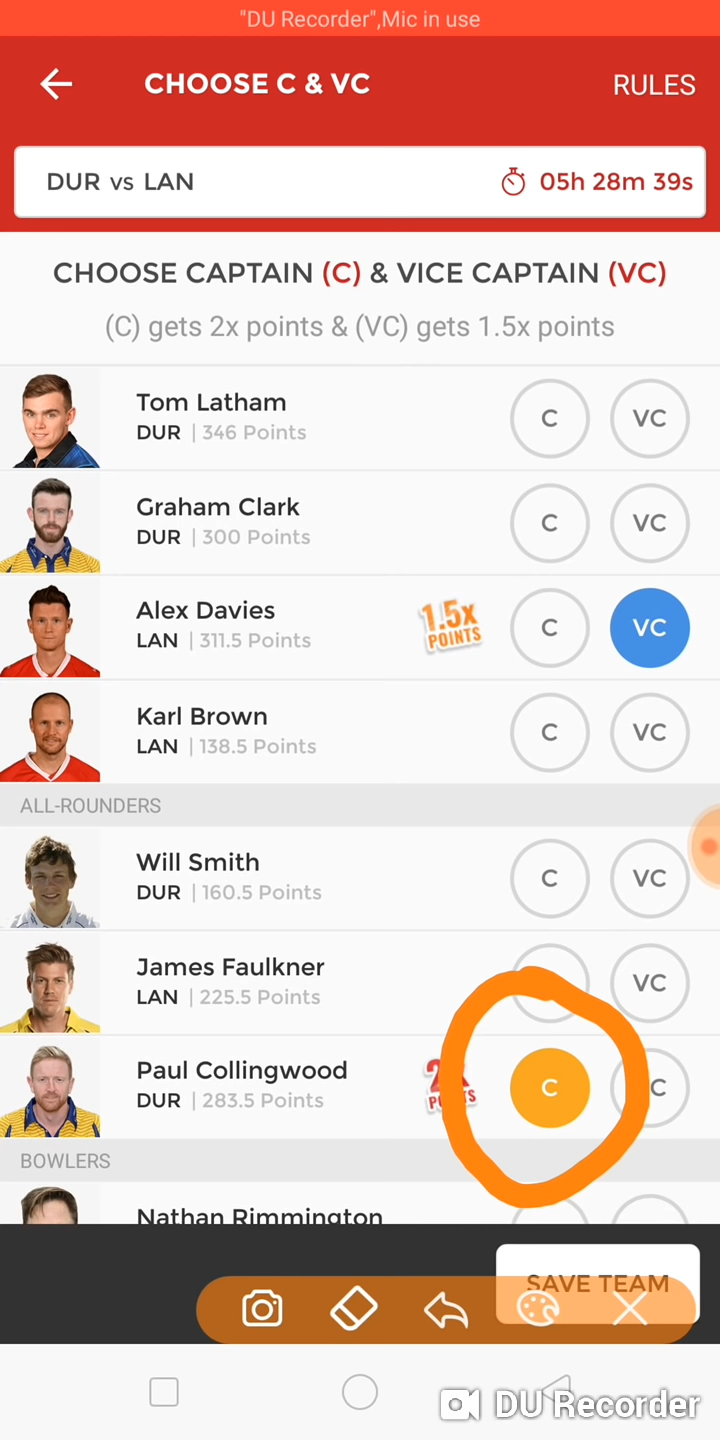 "DU Recorder",Mic in use
CHOOSE C & VC
RULES
DUR vs LAN
05h 28m 39s
CHOOSE CAPTAIN (C) & VICE CAPTAIN (VC)
(C) gets 2x points & (VC) gets 1.5x points
Tom Latham
DUR | 346 Points
C VC
Graham Clark
DUR | 300 Points
C VC
Alex Davies
LAN | 311.5 Points
1.5x
POINTS
C VC
Karl Brown
LAN | 138.5 Points
C VC
ALL-ROUNDERS
Will Smith
DUR | 160.5 Points
C VC
James Faulkner
LAN | 225.5 Points
VC
Paul Collingwood
DUR | 283.5 Points
C
BOWLERS
Nathan Rimmington
SAVE TEAM
DU Recorder